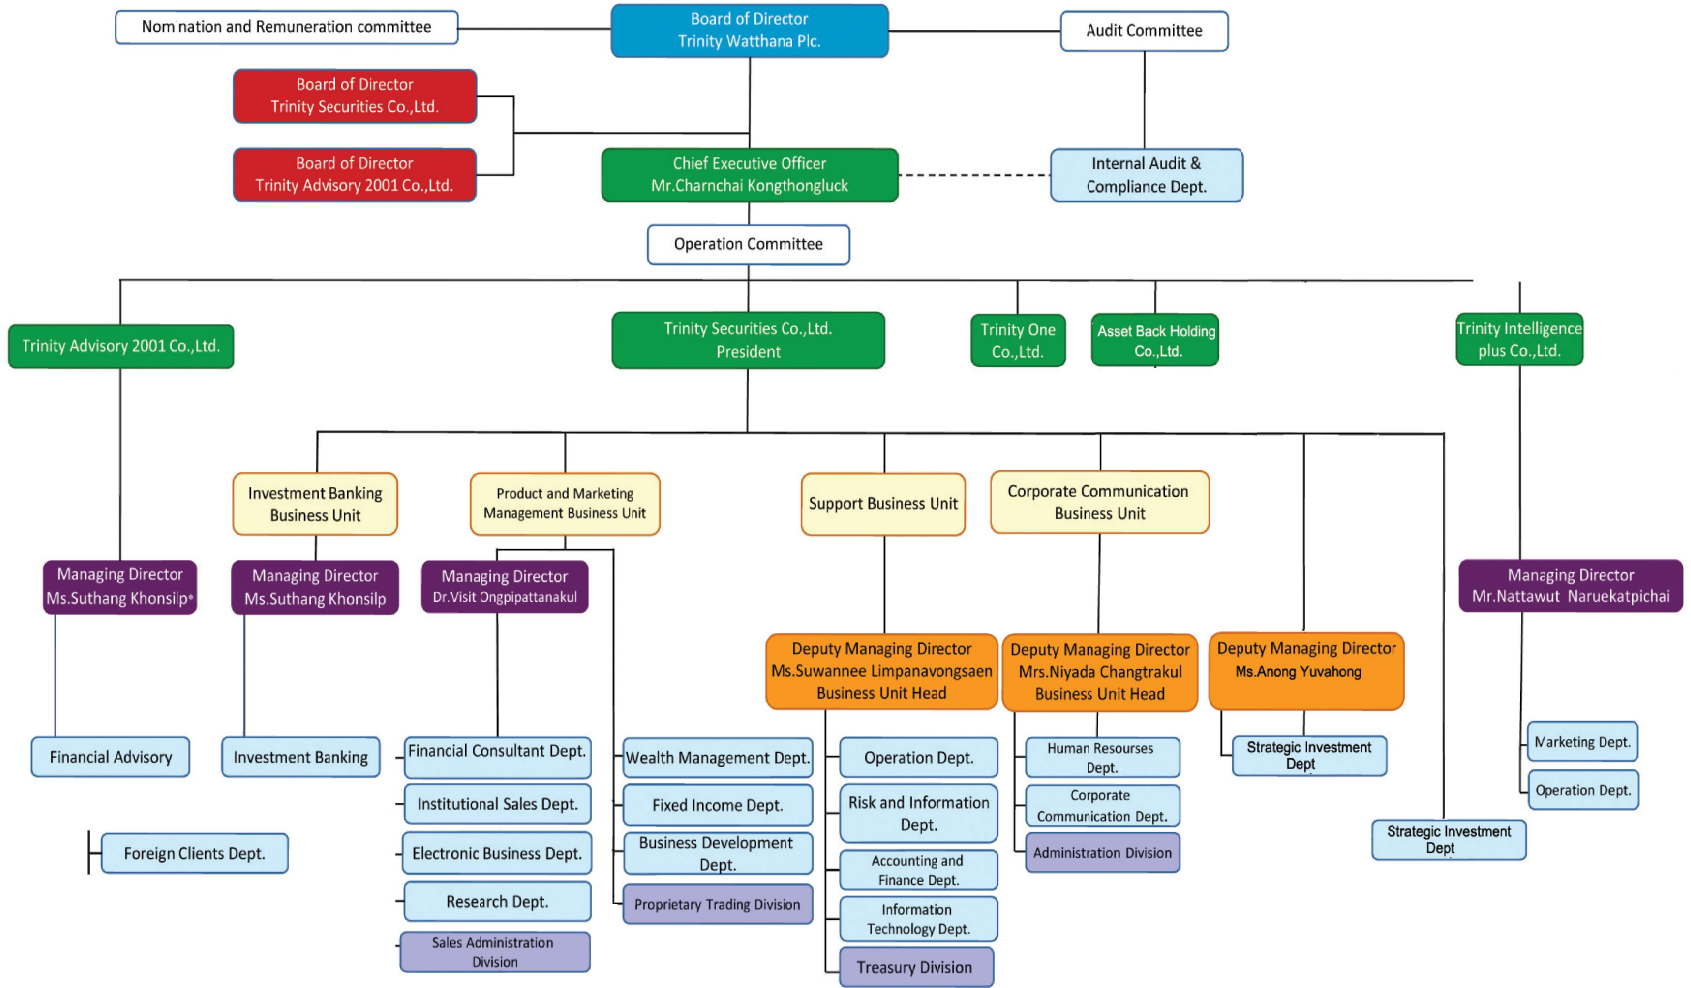 Nomination and Remuneration committee
Board of Director
Trinity Watthana Plc.
Audit Committee
Board of Director
Trinity Securities Co.,Ltd.
Board of Director
Trinity Advisory 2001 Co.,Ltd.
Chief Executive Officer
Mr.Charnchai Kongthongluck
Internal Audit &
Compliance Dept.
Operation Committee
Trinity Advisory 2001 Co.,Ltd.
Trinity Securities Co.,Ltd.
President
Trinity One
Co.,Ltd.
Asset Back Holding
Co.,Ltd.
Trinity Intelligence
plus Co.,Ltd.
Investment Banking
Business Unit
Product and Marketing
Management Business Unit
Support Business Unit
Corporate Communication
Business Unit
Managing Director
Ms.Suthang Khonsilp*
Managing Director
Ms.Suthang Khonsilp
Managing Director
Dr.Visit Ongpipattanakul
Managing Director
Mr.Nattawut Naruekatpichai
Deputy Managing Director
Ms.Suwannee Limpanavongsaen
Business Unit Head
Deputy Managing Director
Mrs.Niyada Changtrakul
Business Unit Head
Deputy Managing Director
Ms.Anong Yuvahong
Financial Advisory
Investment Banking
Financial Consultant Dept.
Institutional Sales Dept.
Electronic Business Dept.
Research Dept.
Sales Administration
Division
Wealth Management Dept.
Fixed Income Dept.
Business Development
Dept.
Proprietary Trading Division
Operation Dept.
Risk and Information
Dept.
Accounting and
Finance Dept.
Information
Technology Dept.
Treasury Division
Human Resourses
Dept.
Corporate
Communication Dept.
Administration Division
Strategic Investment
Dept
Strategic Investment
Dept
Marketing Dept.
Operation Dept.
Foreign Clients Dept.